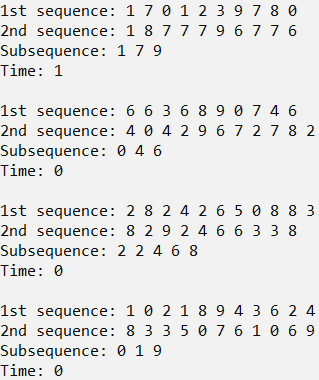 1st sequence: 1 7 0 1 2 3 9 7 8 0
2nd sequence: 1 8 7 7 7 9 6 7 7 6
Subsequence: 1 7 9
Time: 1
1st sequence: 6 6 3 6 8 9 0 7 4 6
2nd sequence: 4 0 4 2 9 6 7 2 7 8 2
Subsequence: 0 4 6
Time: 0
1st sequence: 2 8 2 4 2 6 5 0 8 8 3
2nd sequence: 8 2 9 2 4 6 6 3 3 8
Subsequence: 2 2 4 6 8
Time: 0
1st sequence: 1 0 2 1 8 9 4 3 6 2 4
2nd sequence: 8 3 3 5 0 7 6 1 0 6 9
Subsequence: 0 1 9
Time: 0